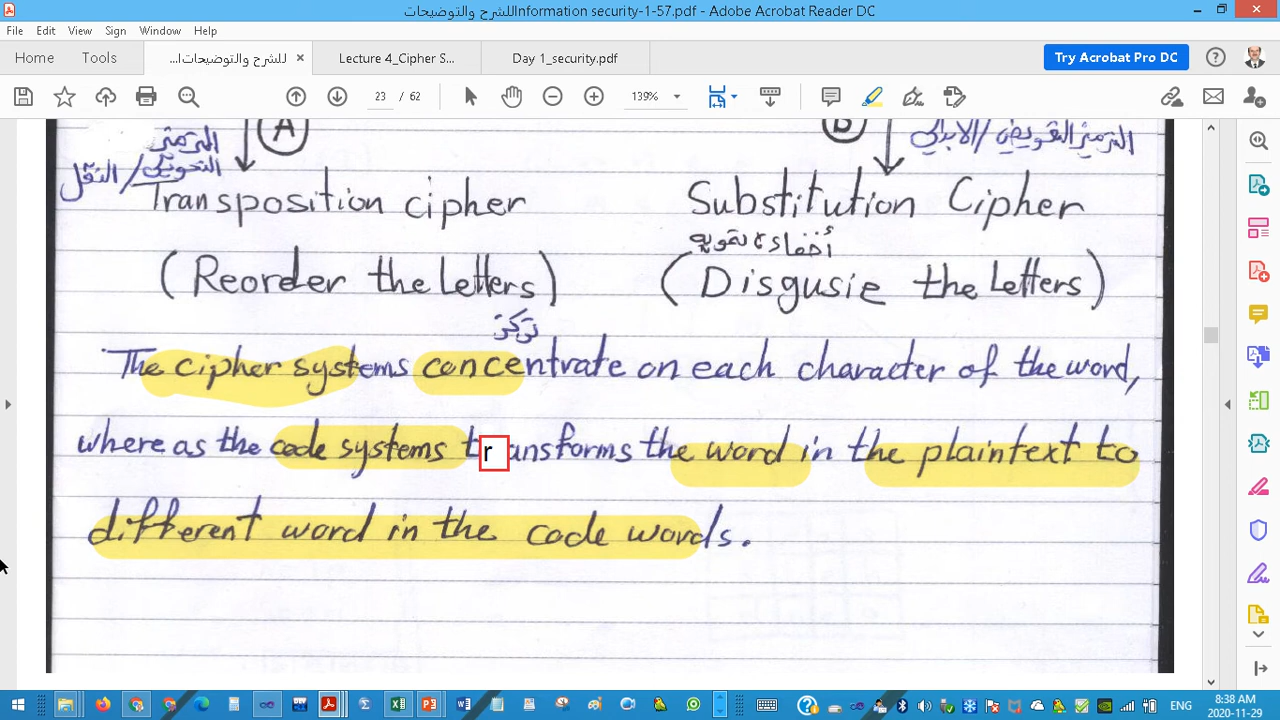 للشرح والتوضيحاتInformation security-1-57.pdf - Adobe Acrobat Reader DC
File Edit View Sign Window Help
Home Tools للشرح والتوضيحاتا... × Lecture 4_CipherS... Day 1_security.pdf Try Acrobat Pro DC
23 / 62 139%
الترميز A B الترميز التعويضي/الابدالي
التحويلي/النقل
Transposition cipher Substitution Cipher
أخفاء
(Reorder the letters) (Disgusie the letters)
تركز
The cipher systems concentrate on each character of the word,
where as the code systems transforms the word in the plaintext to
different word in the code words.
ENG 8:38 AM
2020-11-29